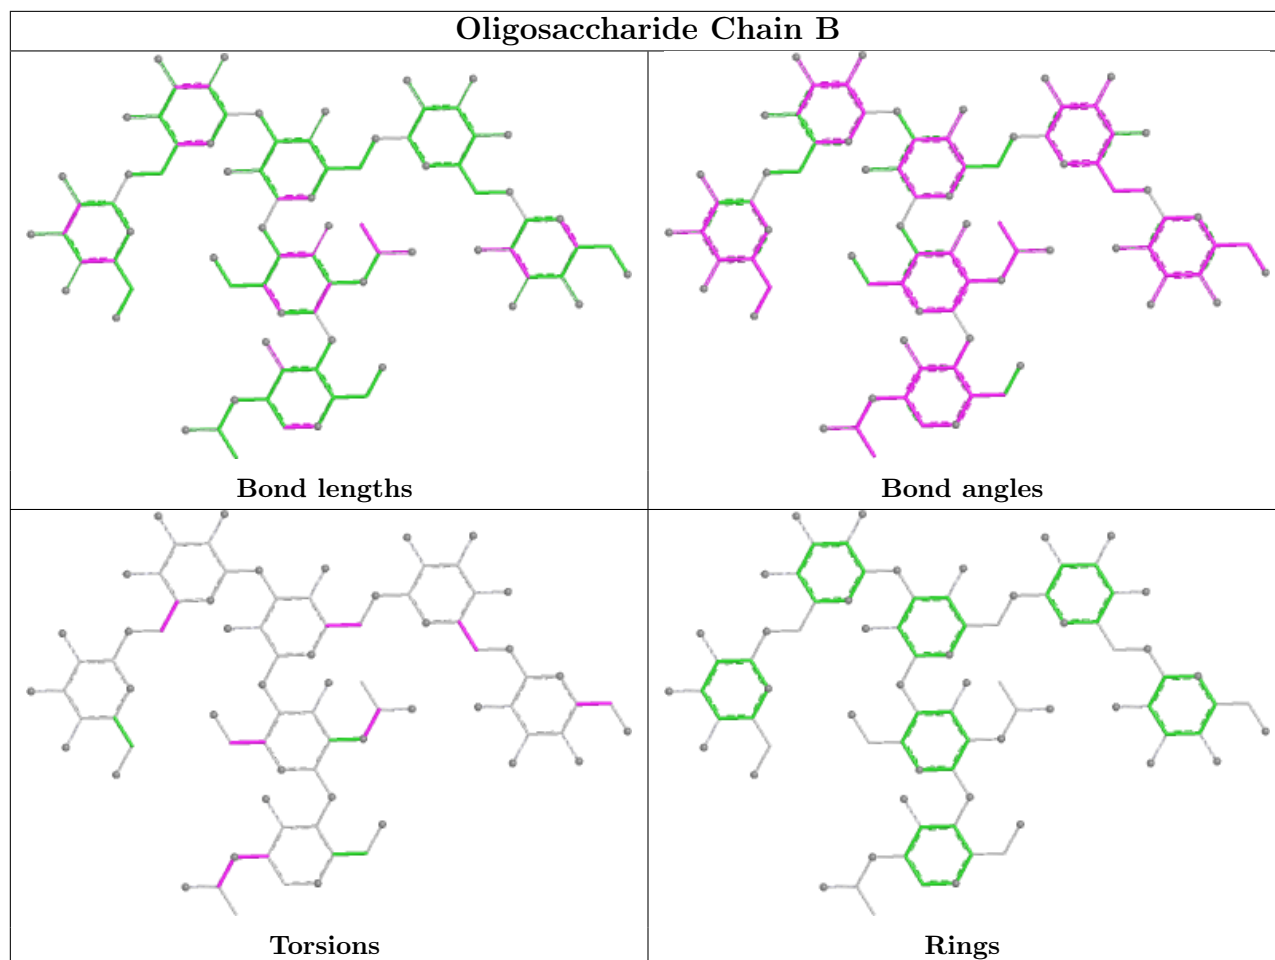 Oligosaccharide Chain B
Bond lengths
Bond angles
Torsions
Rings